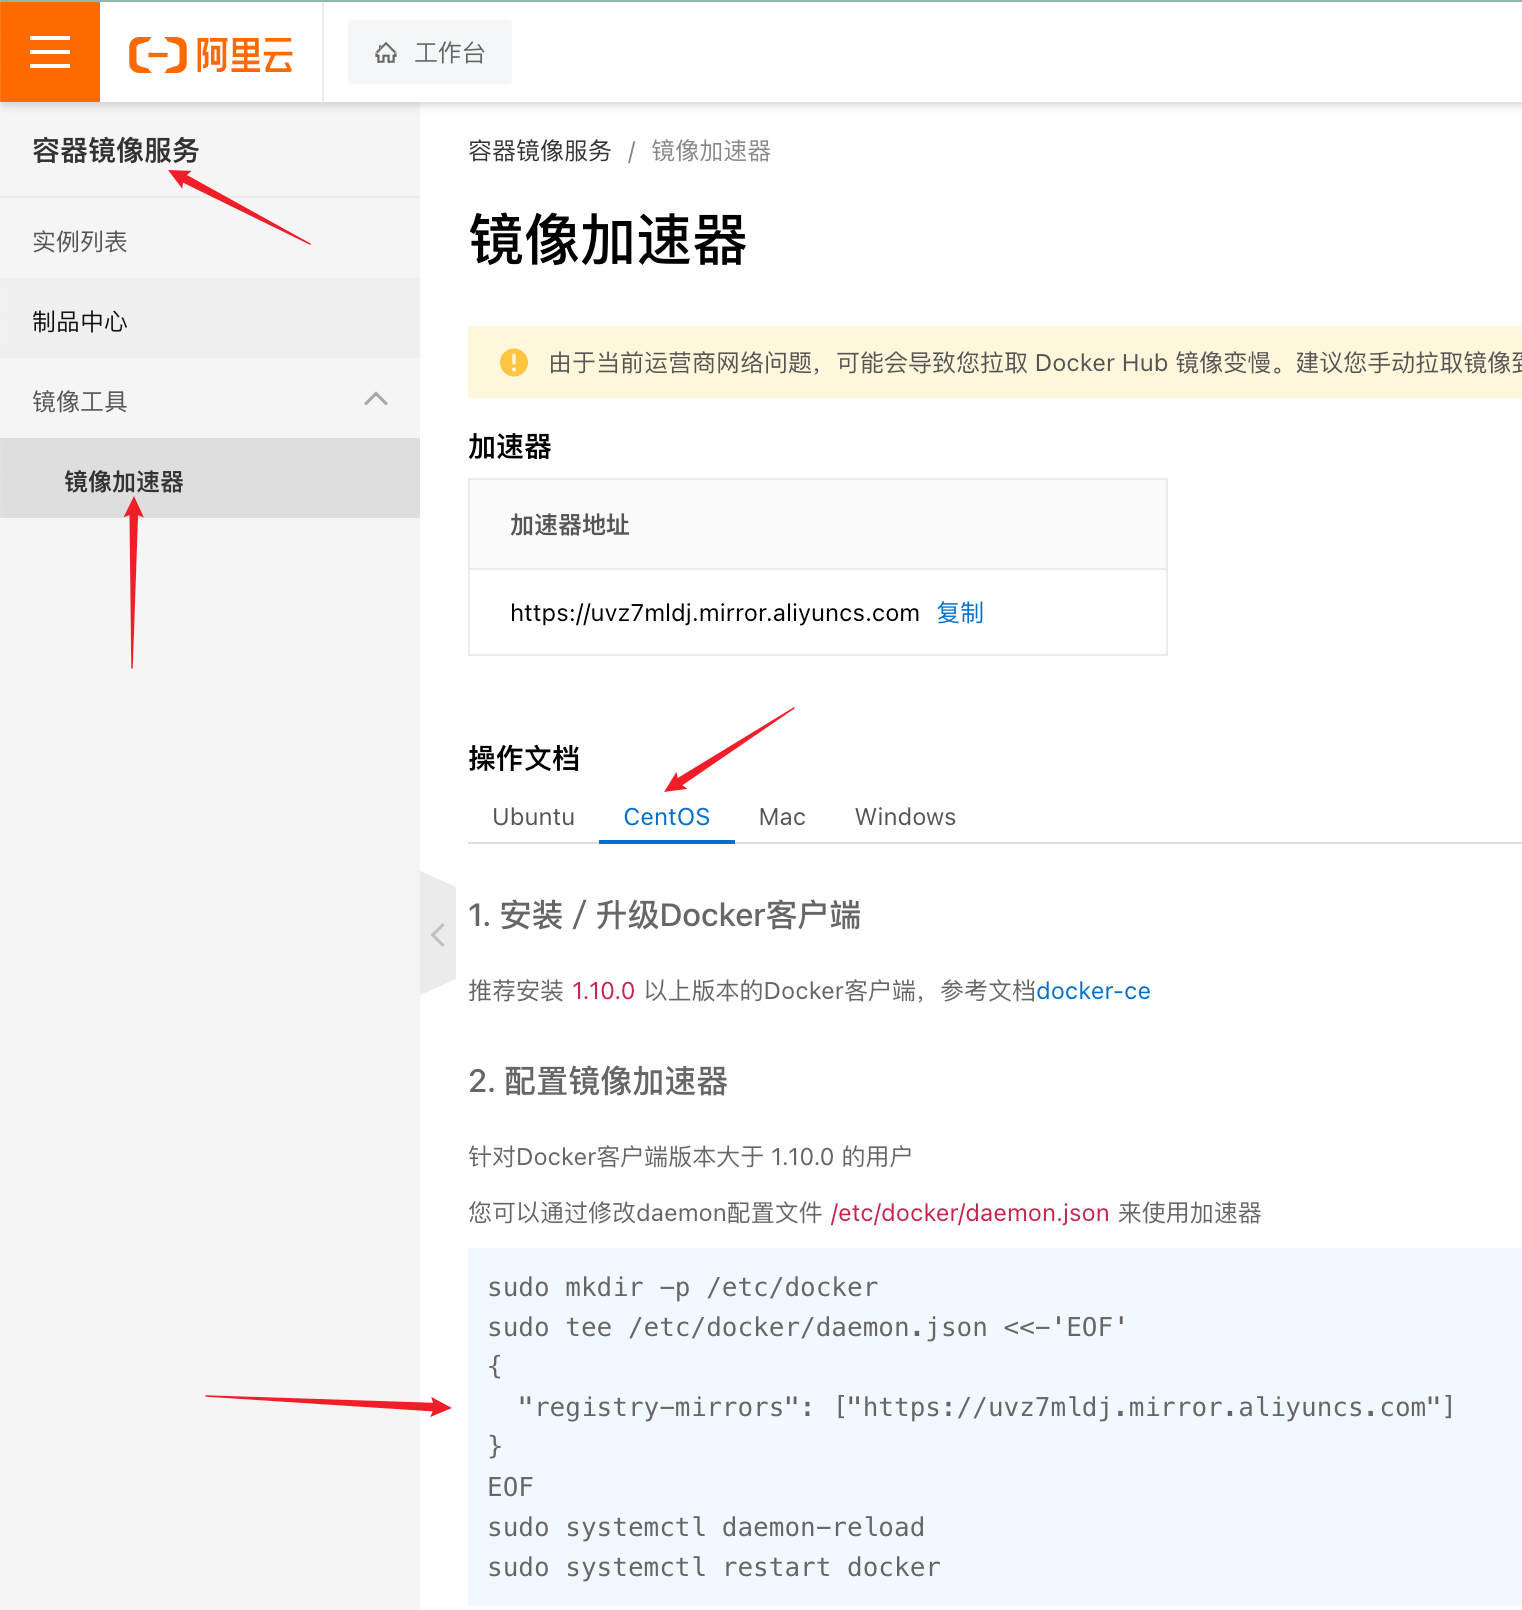 阿里云
工作台
容器镜像服务
实例列表
制品中心
镜像工具
镜像加速器
容器镜像服务 / 镜像加速器
镜像加速器
由于当前运营商网络问题，可能会导致您拉取 Docker Hub 镜像变慢。建议您手动拉取镜像到
加速器
加速器地址
https://uvz7mldj.mirror.aliyuncs.com 复制
操作文档
Ubuntu CentOS Mac Windows
1. 安装 / 升级Docker客户端
推荐安装 1.10.0 以上版本的Docker客户端，参考文档docker-ce
2. 配置镜像加速器
针对Docker客户端版本大于 1.10.0 的用户
您可以通过修改daemon配置文件 /etc/docker/daemon.json 来使用加速器
sudo mkdir -p /etc/docker
sudo tee /etc/docker/daemon.json <<-'EOF'
{
  "registry-mirrors": ["https://uvz7mldj.mirror.aliyuncs.com"]
}
EOF
sudo systemctl daemon-reload
sudo systemctl restart docker